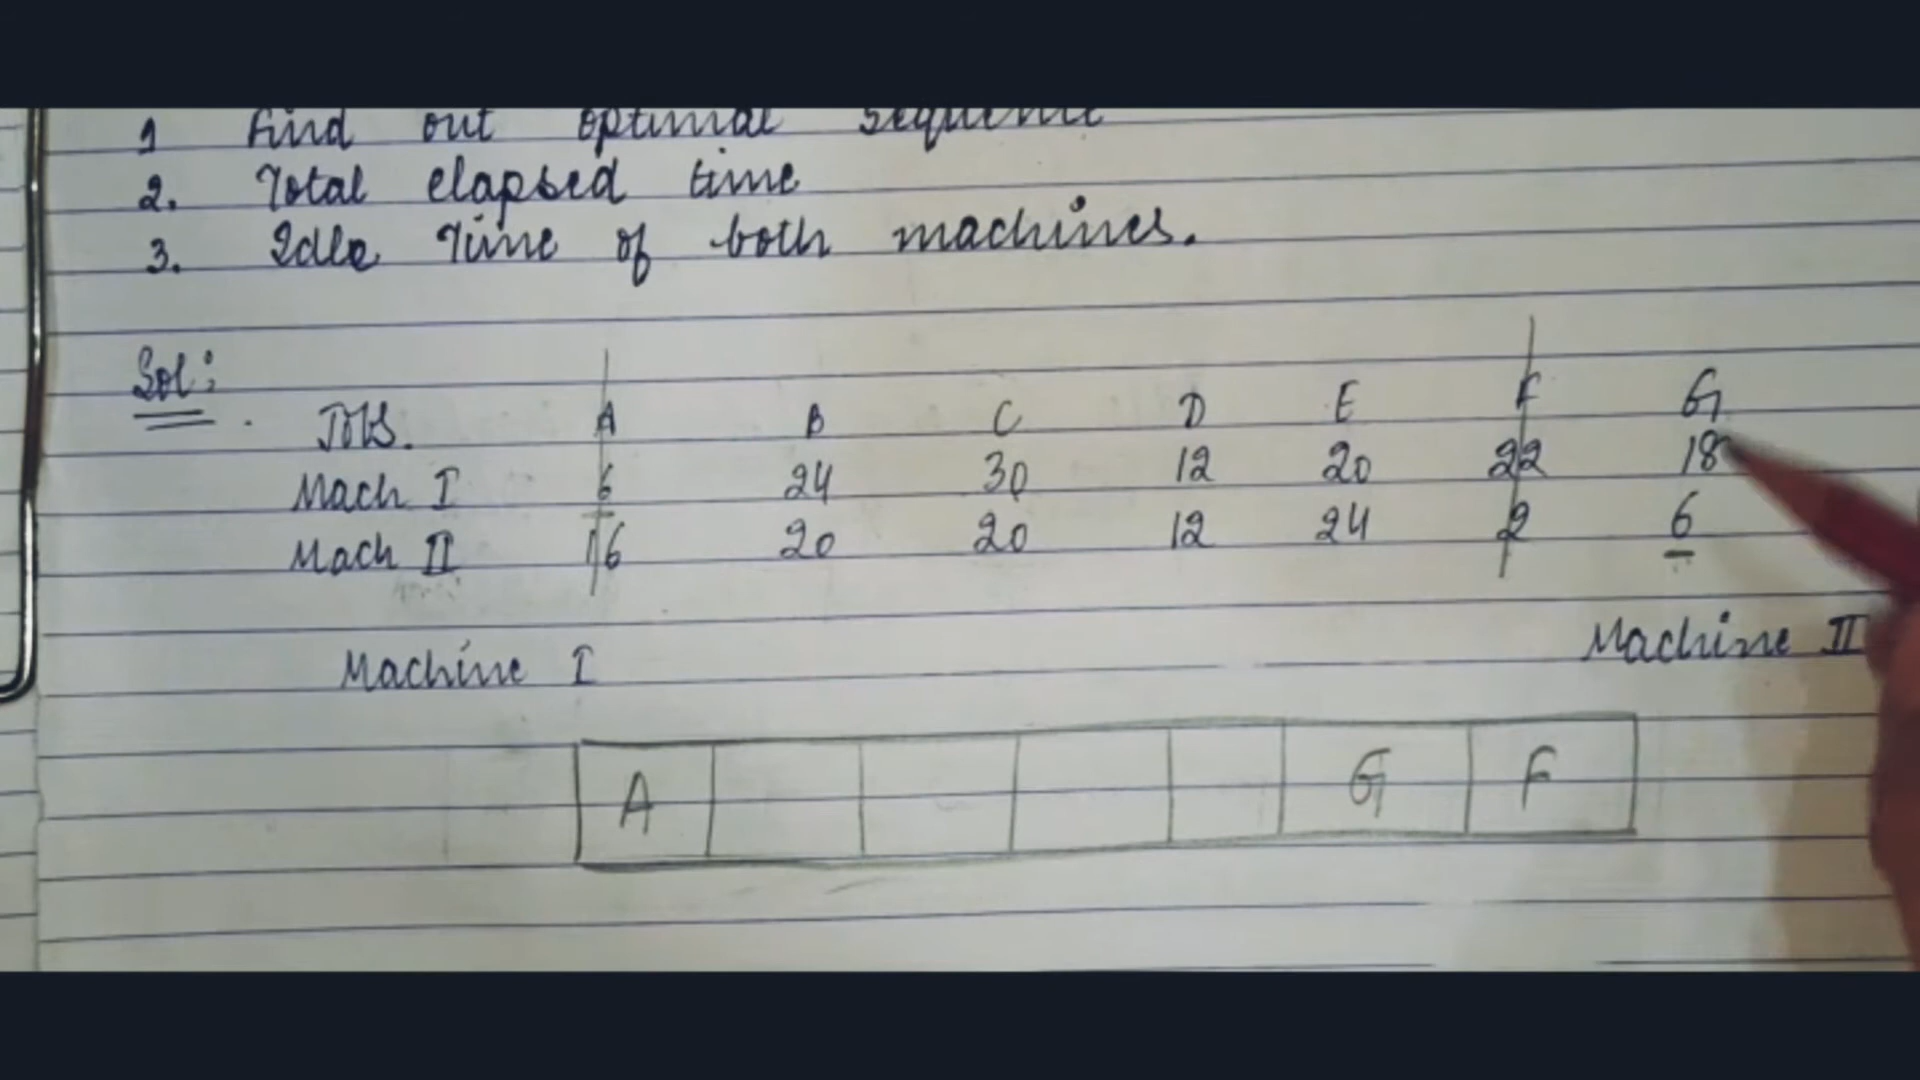 1 Find out optimal sequence
2. Total elapsed time
3. Idle Time of both machines.
Sol:
Jobs. A B C D E F G
Mach I 6 24 30 12 20 22 18
Mach II 16 20 20 12 24 2 6
Machine I Machine II
A G F